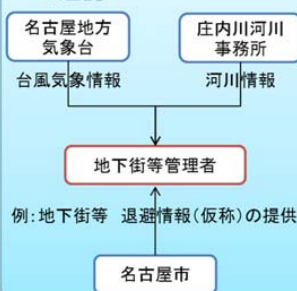 名古屋地方
気象台
庄内川河川
事務所
台風気象情報
河川情報
地下街等管理者
例:地下街等 退避情報(仮称)の提供
名古屋市